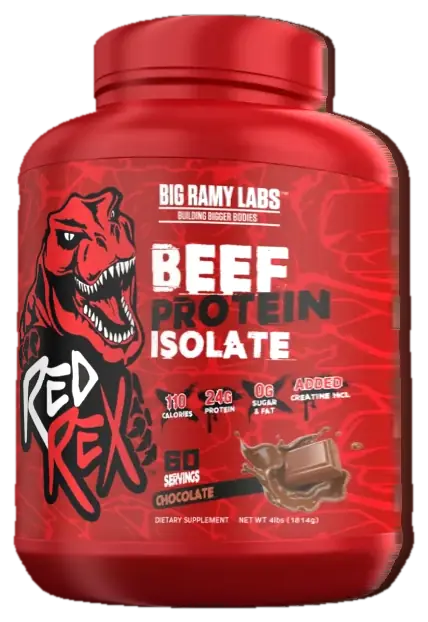 BIG RAMY LABS™
BUILDING BIGGER BODIES
BEEF
PROTEIN
ISOLATE
RED
REX
110
CALORIES
24G
PROTEIN
0G
SUGAR
& FAT
ADDED
CREATINE HCL
60
SERVINGS
CHOCOLATE
DIETARY SUPPLEMENT NET WT 4lbs (1814g)